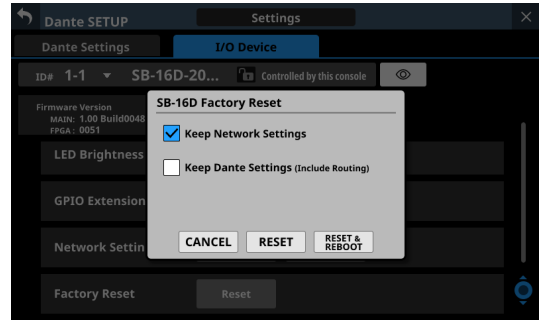 Settings
Dante SETUP
Dante Settings
I/O Device
ID# 1-1 SB-16D-20... Controlled by this console
Firmware Version
MAIN: 1.00 Build0048
FPGA: 0051
SB-16D Factory Reset
Keep Network Settings
Keep Dante Settings (Include Routing)
CANCEL
RESET
RESET &
REBOOT
LED Brightness
GPIO Extension
Network Settin
Factory Reset
Reset